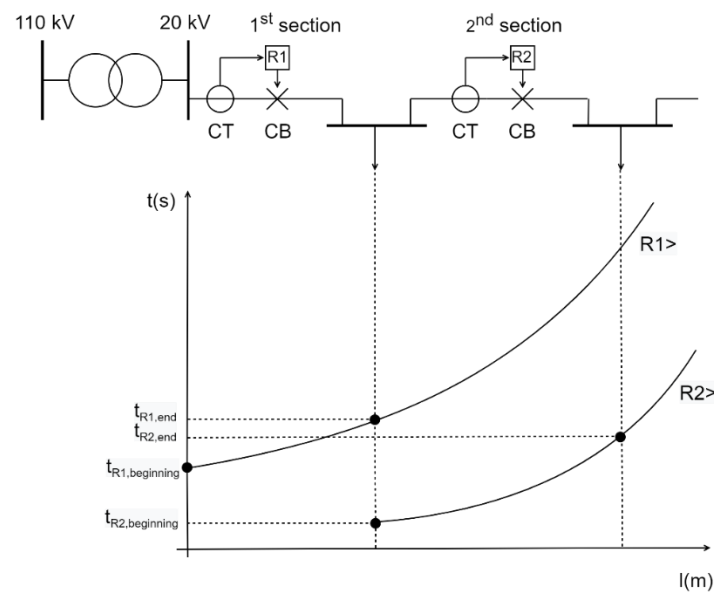 110 kV
20 kV
1st section
2nd section
R1
R2
CT
CB
CT
CB
t(s)
R1>
R2>
tR1,end
tR2,end
tR1,beginning
tR2,beginning
l(m)